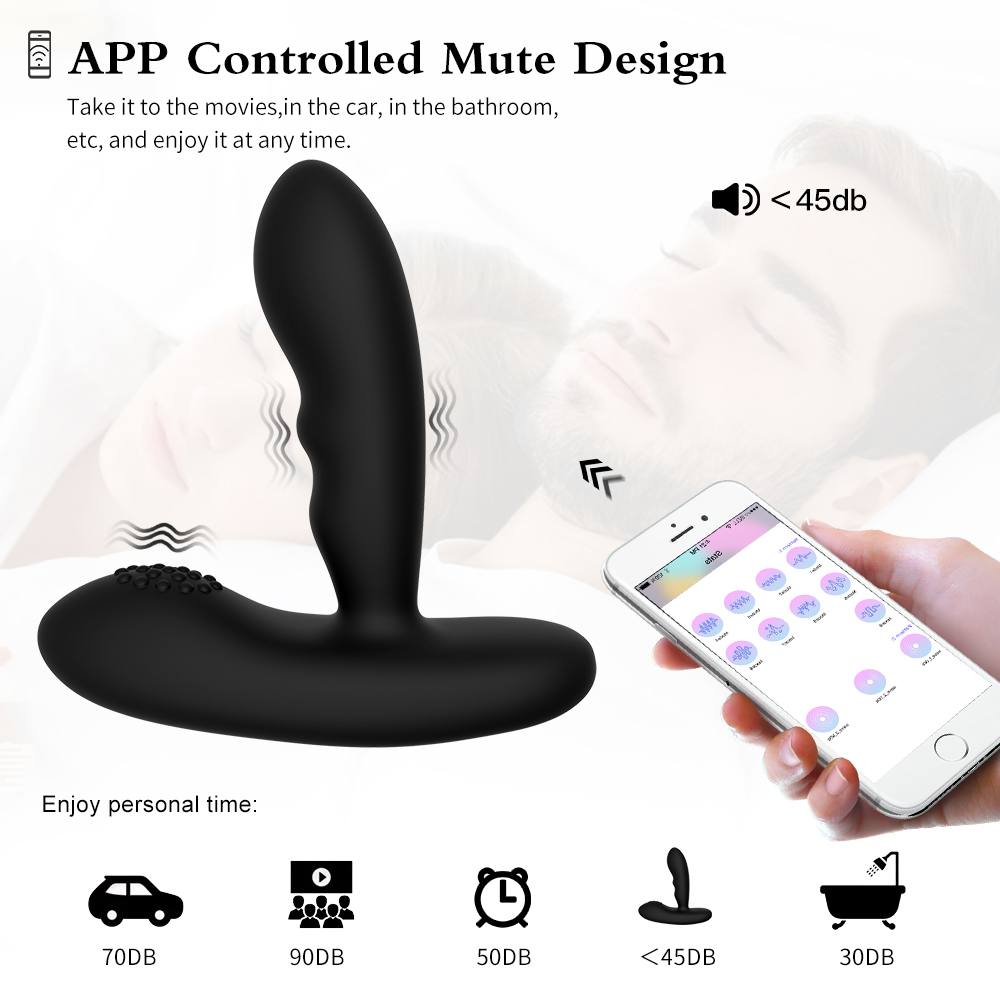 APP Controlled Mute Design
Take it to the movies,in the car, in the bathroom,
etc, and enjoy it at any time.
<45db
Enjoy personal time:
70DB
90DB
50DB
<45DB
30DB